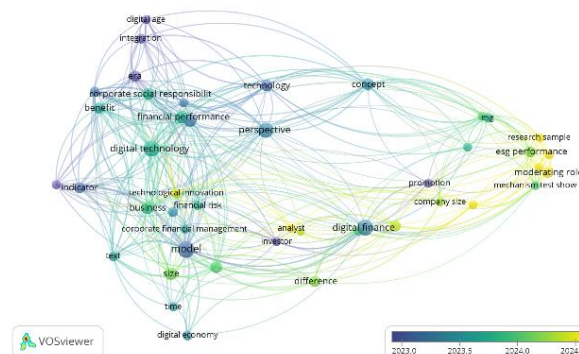 digital age
integration
era
corporate social responsibilit
technology
concept
benefit
financial performance
mg
perspective
research sample
digital technology
esg performance
moderating role
indicator
promotion
mechanism test show
technological innovation
business
financial risk
company size
corporate financial management
analyst
digital finance
model
investor
text
size
difference
time
digital economy
VOSviewer
2023.0 2023.5 2024.0 2024.